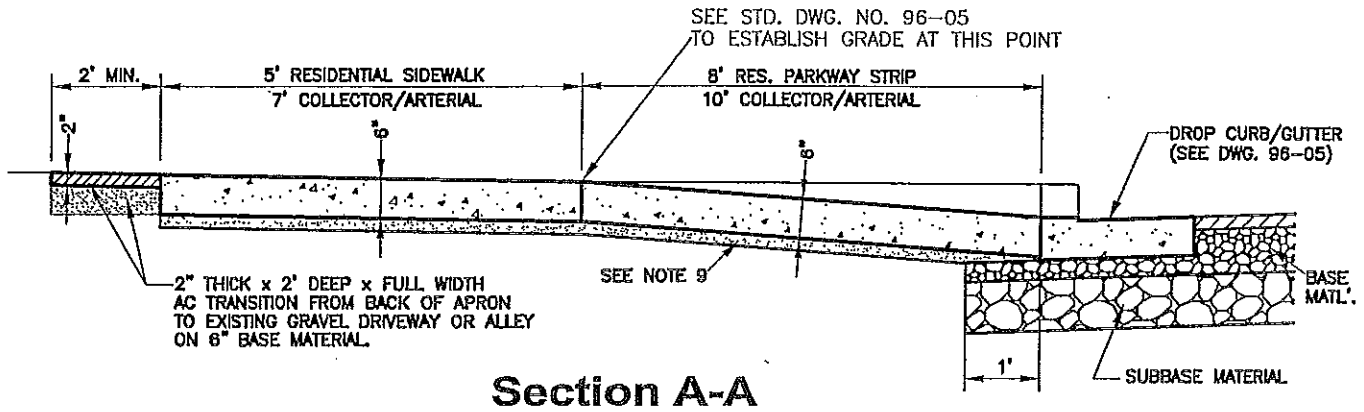 SEE STD. DWG. NO. 96-05
TO ESTABLISH GRADE AT THIS POINT
2' MIN.
5' RESIDENTIAL SIDEWALK
7' COLLECTOR/ARTERIAL
8' RES. PARKWAY STRIP
10' COLLECTOR/ARTERIAL
2"
6"
6"
DROP CURB/GUTTER
(SEE DWG. 96-05)
2" THICK x 2' DEEP x FULL WIDTH
AC TRANSITION FROM BACK OF APRON
TO EXISTING GRAVEL DRIVEWAY OR ALLEY
ON 6" BASE MATERIAL.
SEE NOTE 9
BASE
MATL'.
1'
SUBBASE MATERIAL
Section A-A